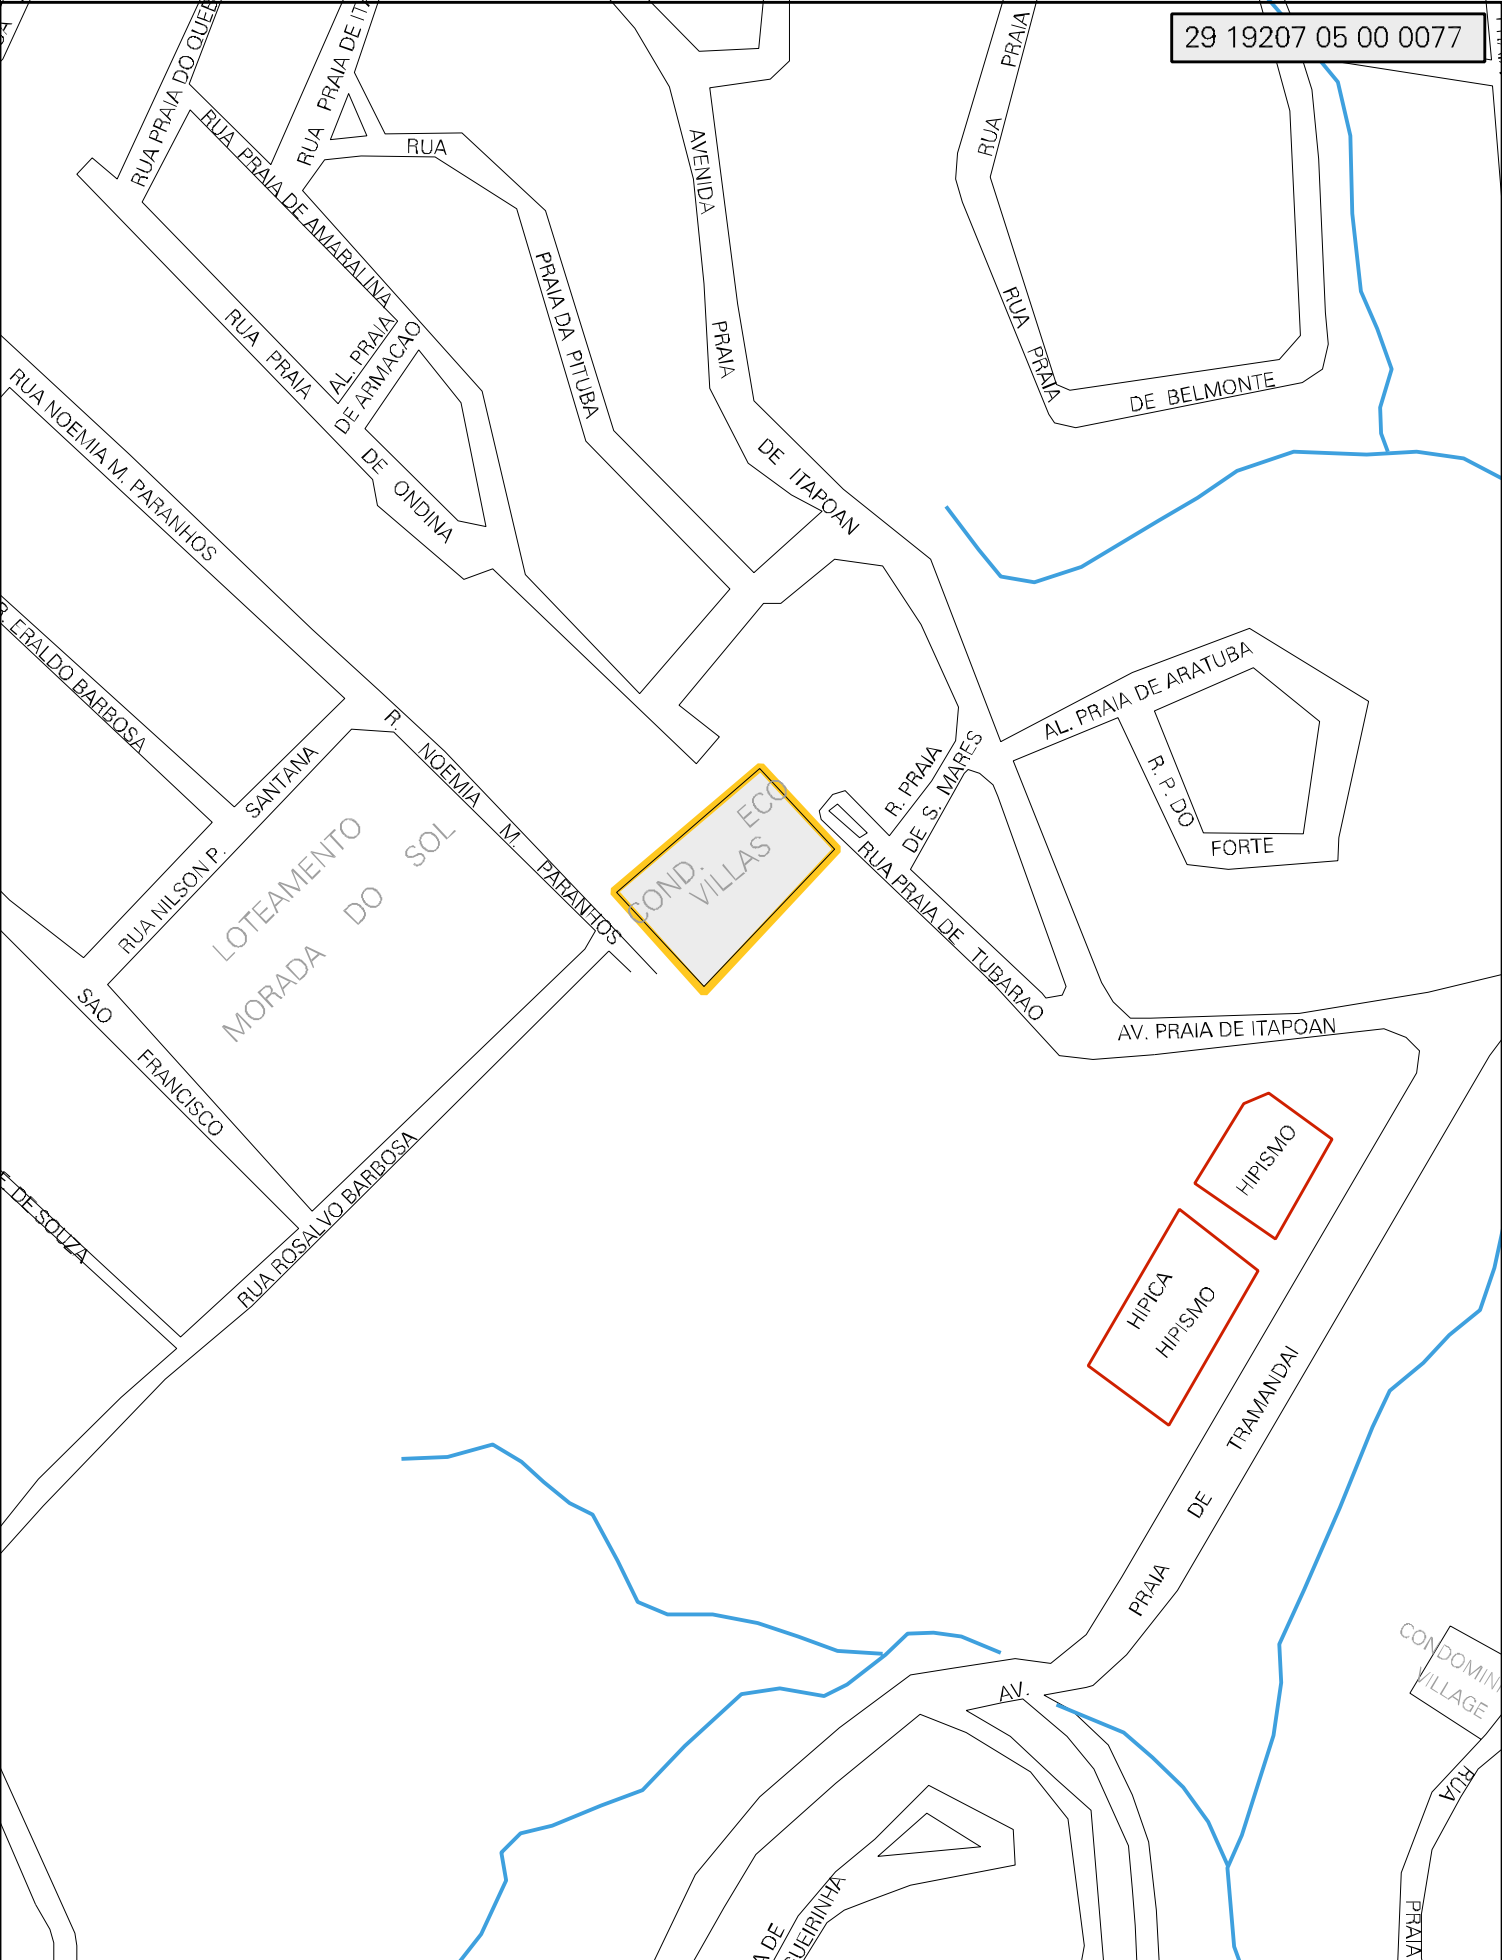 29 19207 05 00 0077
RUA PRAIA DO
RUA PRAIA DE
RUA PRAIA DE AMARALINA
RUA
PRAIA DA PITUBA
AVENIDA
PRAIA
DE ITAPOAN
RUA PRAIA
RUA PRAIA
DE BELMONTE
RUA PRAIA
DE ONDINA
AL. PRAIA
DE ARMACAO
RUA NOEMIA M. PARANHOS
R. ERALDO BARBOSA
R. NOEMIA M. PARANHOS
RUA NILSON P. SANTANA
LOTEAMENTO
MORADA DO SOL
COND. ECO
VILLAS
R. PRAIA
DE S. MARES
AL. PRAIA DE ARATUBA
R. P. DO
FORTE
RUA PRAIA DE TUBARAO
AV. PRAIA DE ITAPOAN
SAO FRANCISCO
DE SOUZA
RUA ROSALVO BARBOSA
HIPISMO
HIPICA
HIPISMO
AV. PRAIA DE TRAMANDAI
VILLAGE
RUA
PRAIA
DE